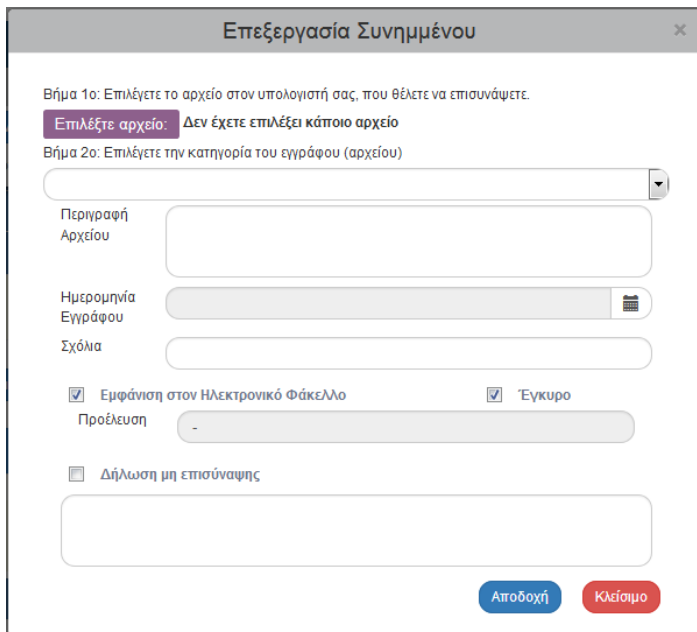 Επεξεργασία Συνημμένου ×
Βήμα 1ο: Επιλέγετε το αρχείο στον υπολογιστή σας, που θέλετε να επισυνάψετε.
Επιλέξτε αρχείο: Δεν έχετε επιλέξει κάποιο αρχείο
Βήμα 2ο: Επιλέγετε την κατηγορία του εγγράφου (αρχείου)
Περιγραφή
Αρχείου
Ημερομηνία
Εγγράφου
Σχόλια
Εμφάνιση στον Ηλεκτρονικό Φάκελλο Έγκυρο
Προέλευση -
Δήλωση μη επισύναψης
Αποδοχή Κλείσιμο